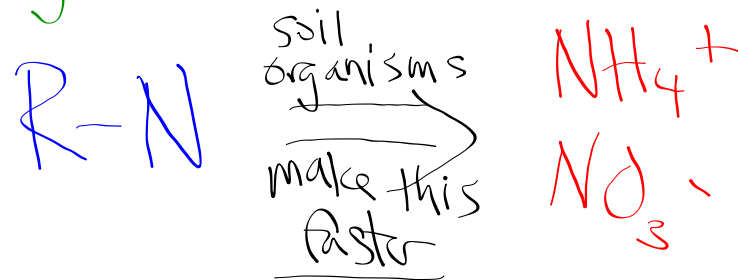 soil
organisms
R-N
make this
faster
NH4+
NO3-